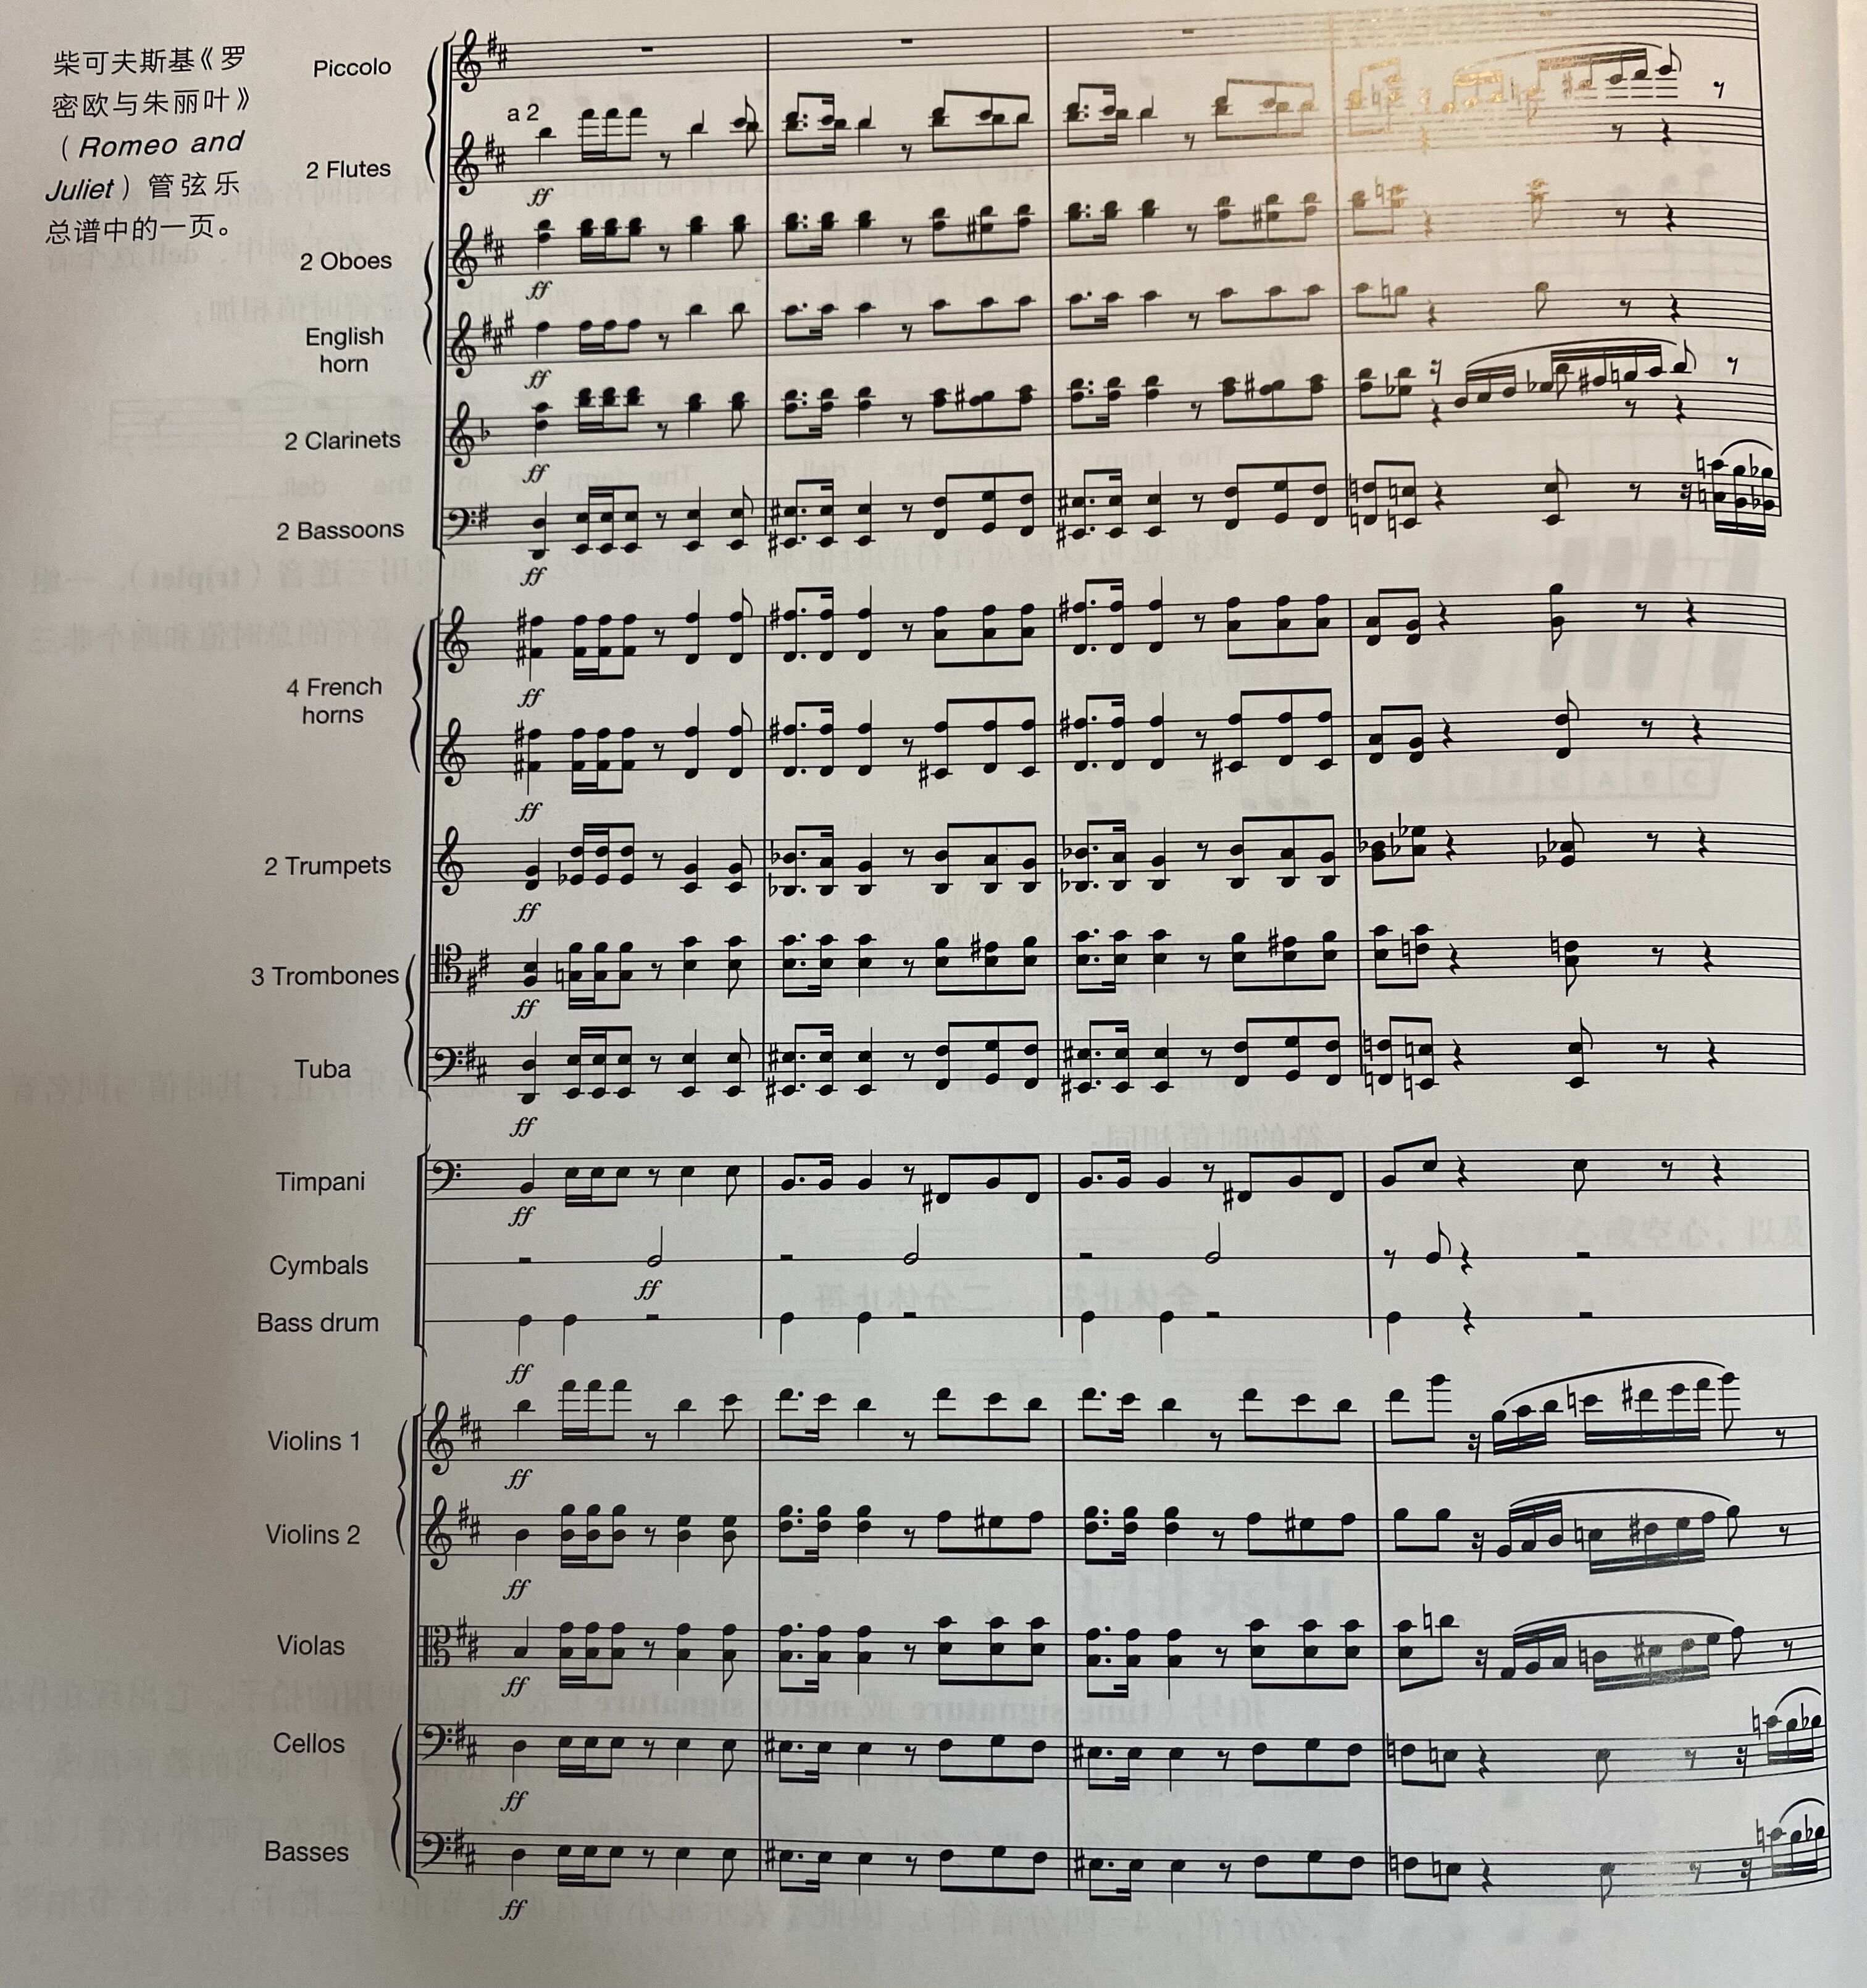 柴可夫斯基《罗
密欧与朱丽叶》
（Romeo and
Juliet）管弦乐
总谱中的一页。
Piccolo
a 2
2 Flutes
ff
2 Oboes
ff
English
horn
ff
2 Clarinets
ff
2 Bassoons
ff
4 French
horns
ff
ff
2 Trumpets
ff
3 Trombones
ff
Tuba
ff
Timpani
ff
Cymbals
ff
Bass drum
ff
Violins 1
ff
Violins 2
ff
Violas
ff
Cellos
ff
Basses
ff